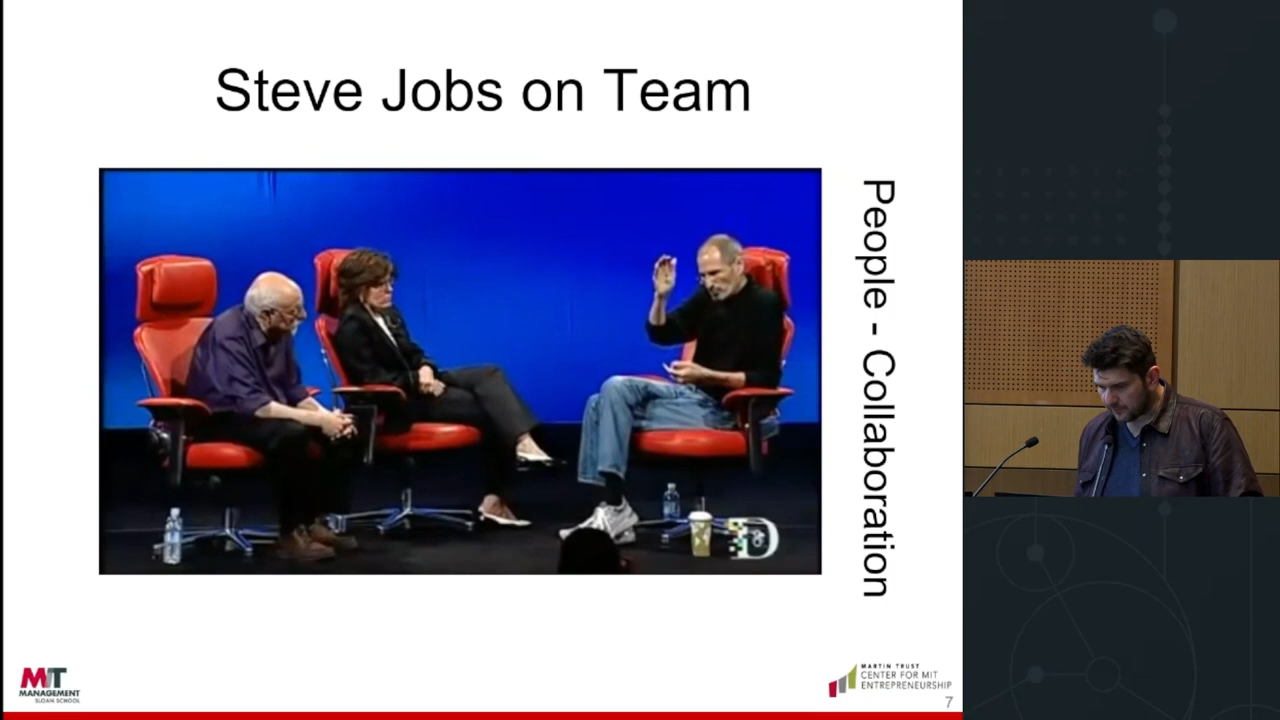 Steve Jobs on Team
People - Collaboration
MIT
MANAGEMENT
SLOAN SCHOOL
MARTIN TRUST
CENTER FOR MIT
ENTREPRENEURSHIP
7